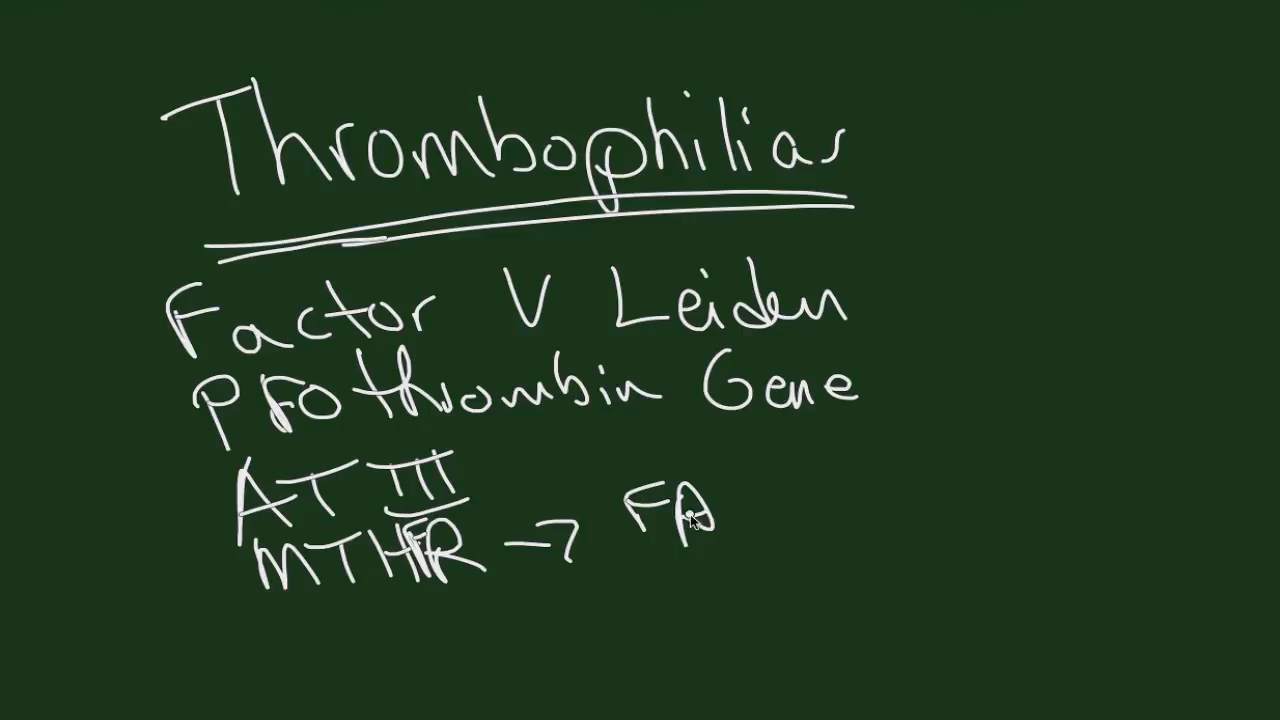 Thrombophilias
Factor V Leiden
Prothrombin Gene
AT III
MTHFR → FA